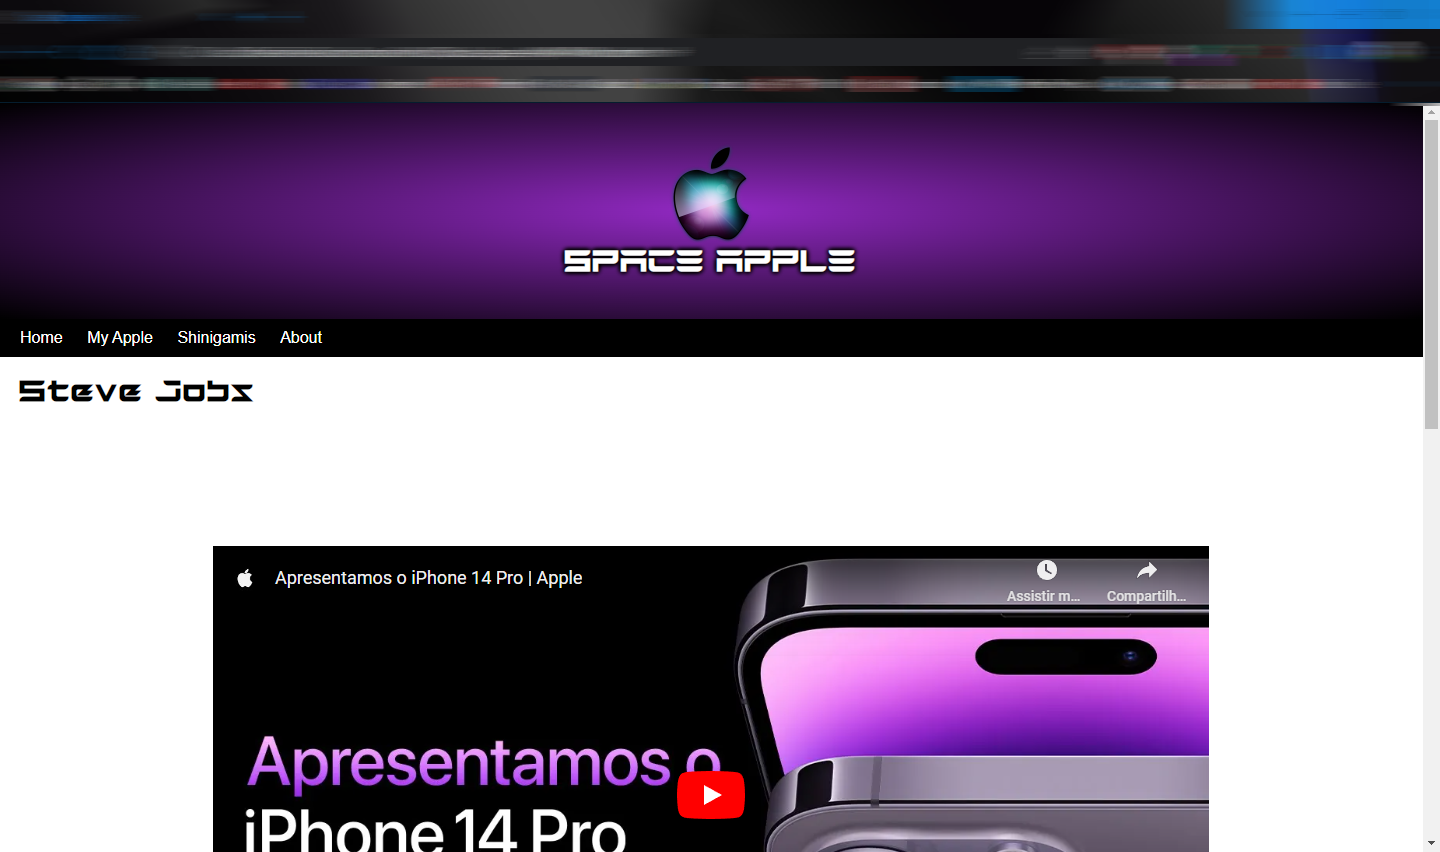 SPACE APPLE
Home My Apple Shinigamis About
Steve Jobs
Apresentamos o iPhone 14 Pro | Apple
Assistir m... Compartilh...
Apresentamos o
iPhone 14 Pro